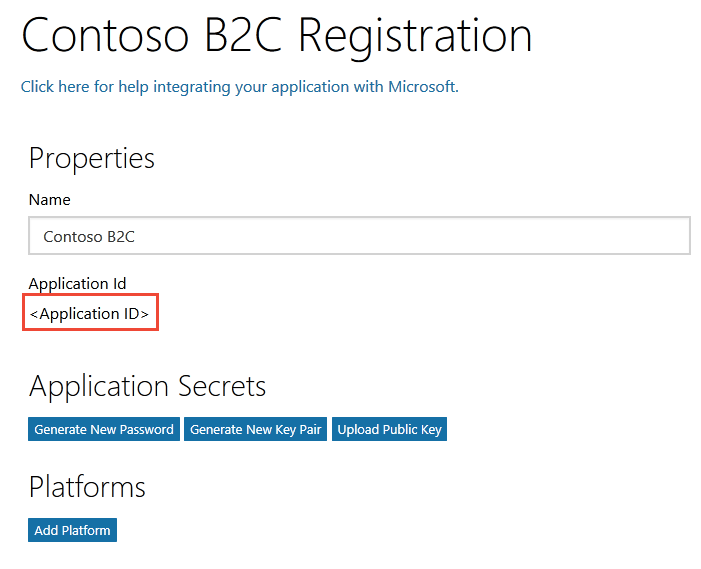 Contoso B2C Registration
Click here for help integrating your application with Microsoft.
Properties
Name
Contoso B2C
Application Id
<Application ID>
Application Secrets
Generate New Password Generate New Key Pair Upload Public Key
Platforms
Add Platform